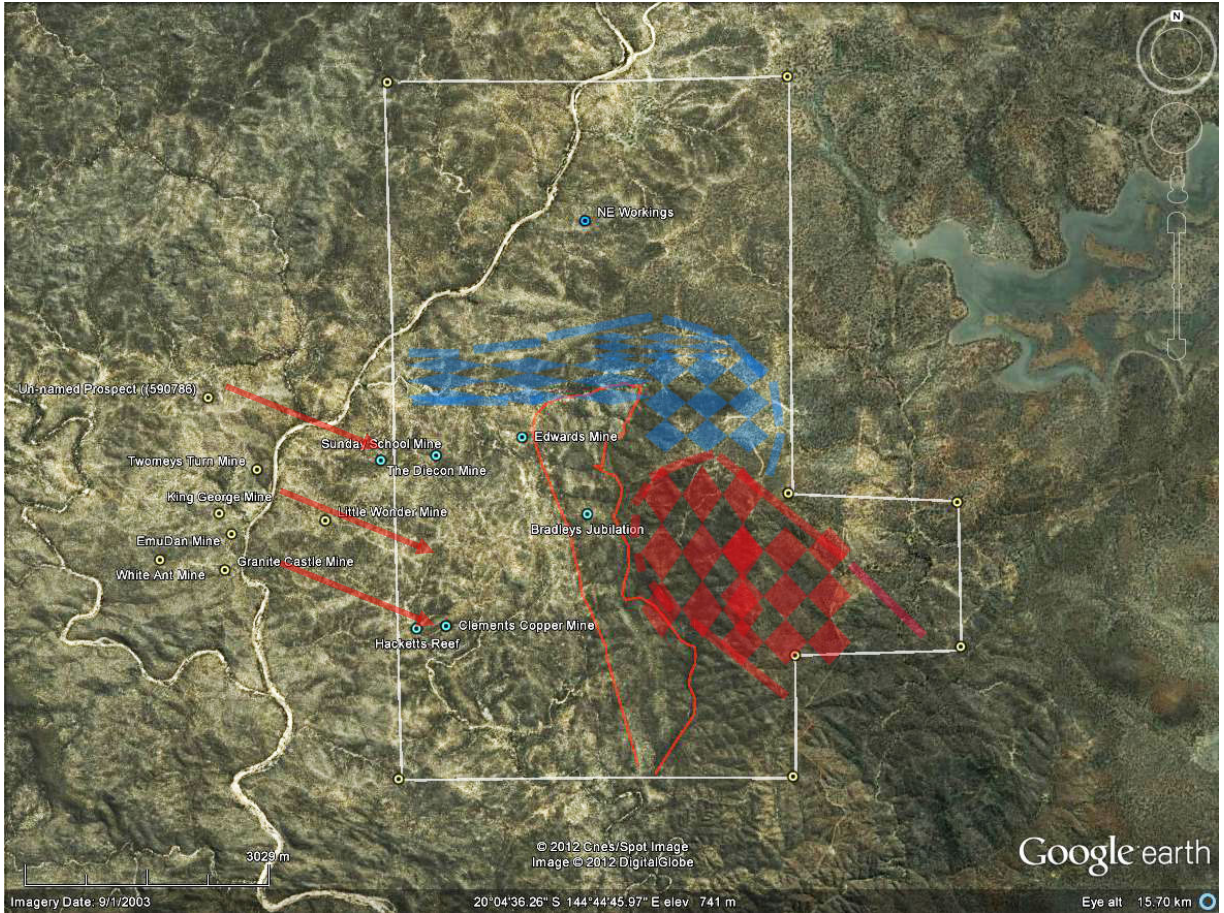 N
NE Workings
Un-named Prospect ((590786)
Edwards Mine
Sunday School Mine
The Diecon Mine
Twomeys Turn Mine
King George Mine
Little Wonder Mine
Bradleys Jubilation
EmuDan Mine
Granite Castle Mine
White Ant Mine
Clements Copper Mine
Hacketts Reef
3029 m
© 2012 Cnes/Spot Image
Image © 2012 DigitalGlobe
Google earth
Imagery Date: 9/1/2003
20°04'36.26" S 144°44'45.97" E elev 741 m
Eye alt 15.70 km